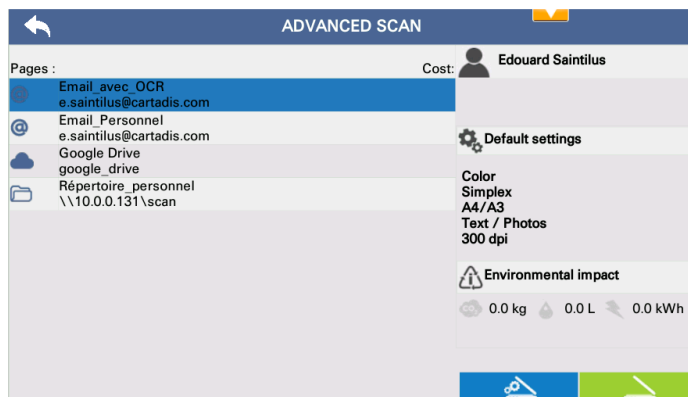 ADVANCED SCAN
Pages :
Cost:
Email_avec_OCR
e.saintilus@cartadis.com
Email_Personnel
e.saintilus@cartadis.com
Google Drive
google_drive
Répertoire_personnel
\\10.0.0.131\scan
Edouard Saintilus
Default settings
Color
Simplex
A4/A3
Text / Photos
300 dpi
Environmental impact
0.0 kg 0.0 L 0.0 kWh